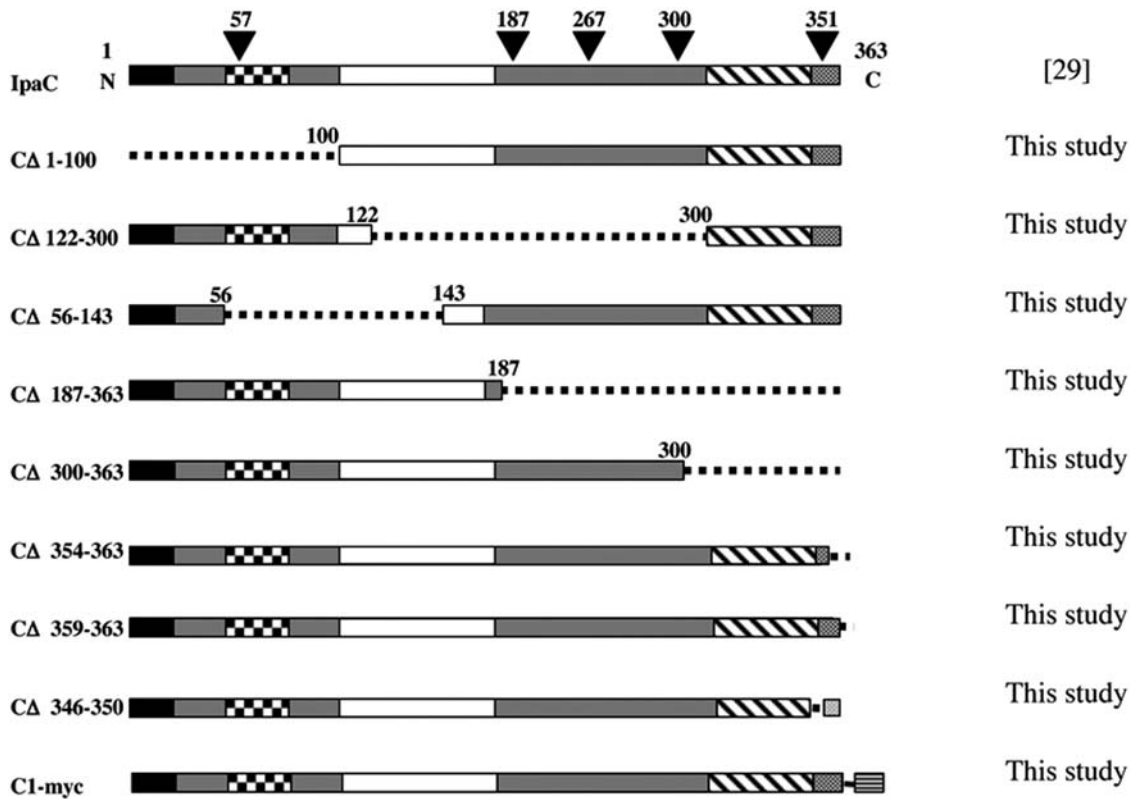 57 187 267 300 351
1 363
IpaC N C [29]
100
CΔ 1-100 This study
122 300
CΔ 122-300 This study
56 143
CΔ 56-143 This study
187
CΔ 187-363 This study
300
CΔ 300-363 This study
CΔ 354-363 This study
CΔ 359-363 This study
CΔ 346-350 This study
C1-myc This study